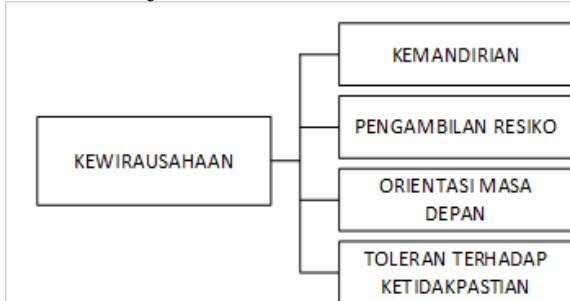 KEWIRAUSAHAAN
KEMANDIRIAN
PENGAMBILAN RESIKO
ORIENTASI MASA
DEPAN
TOLERAN TERHADAP
KETIDAKPASTIAN